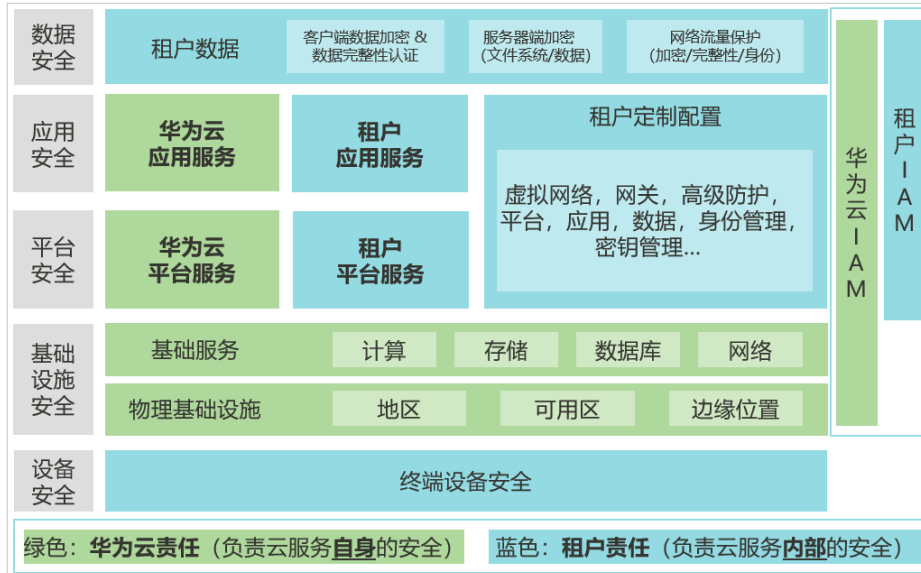 数据
安全
租户数据
客户端数据加密 &
数据完整性认证
服务器端加密
(文件系统/数据)
网络流量保护
(加密/完整性/身份)
应用
安全
华为云
应用服务
租户
应用服务
租户定制配置
虚拟网络，网关，高级防护，
平台，应用，数据，身份管理，
密钥管理...
平台
安全
华为云
平台服务
租户
平台服务
基础
设施
安全
基础服务
计算
存储
数据库
网络
物理基础设施
地区
可用区
边缘位置
设备
安全
终端设备安全
华为云IAM
租户IAM
绿色：华为云责任（负责云服务自身的安全）
蓝色：租户责任（负责云服务内部的安全）